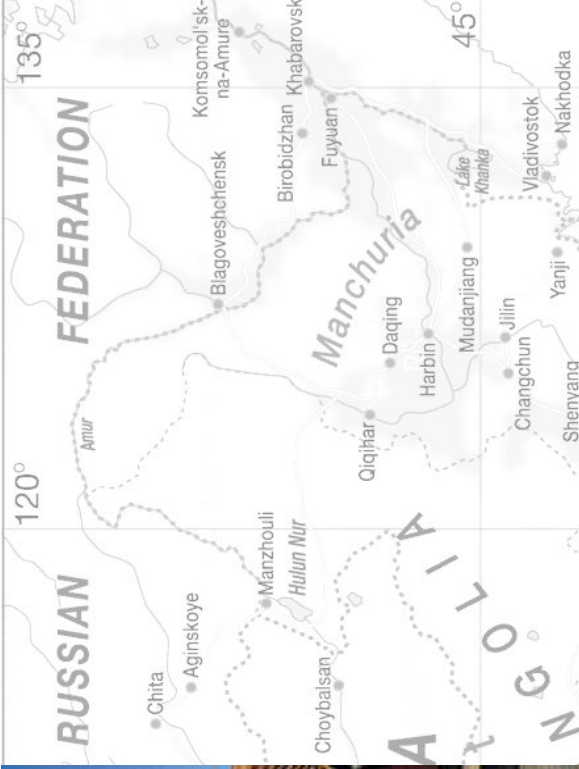 135°
45°
Komsomol'sk-
na-Amure
Khabarovsk
FEDERATION
Birobidzhan
Fuyuan
Vladivostok
Nakhodka
Lake
Khanka
Blagoveshchensk
Manchuria
Mudanjiang
Yanji
Daqing
Harbin
Jilin
Changchun
Shenyang
Qiqihar
Amur
120°
Manzhouli
Hulun Nur
RUSSIAN
Aginskoye
Chita
Choybalsan
NGOLIA
A
t